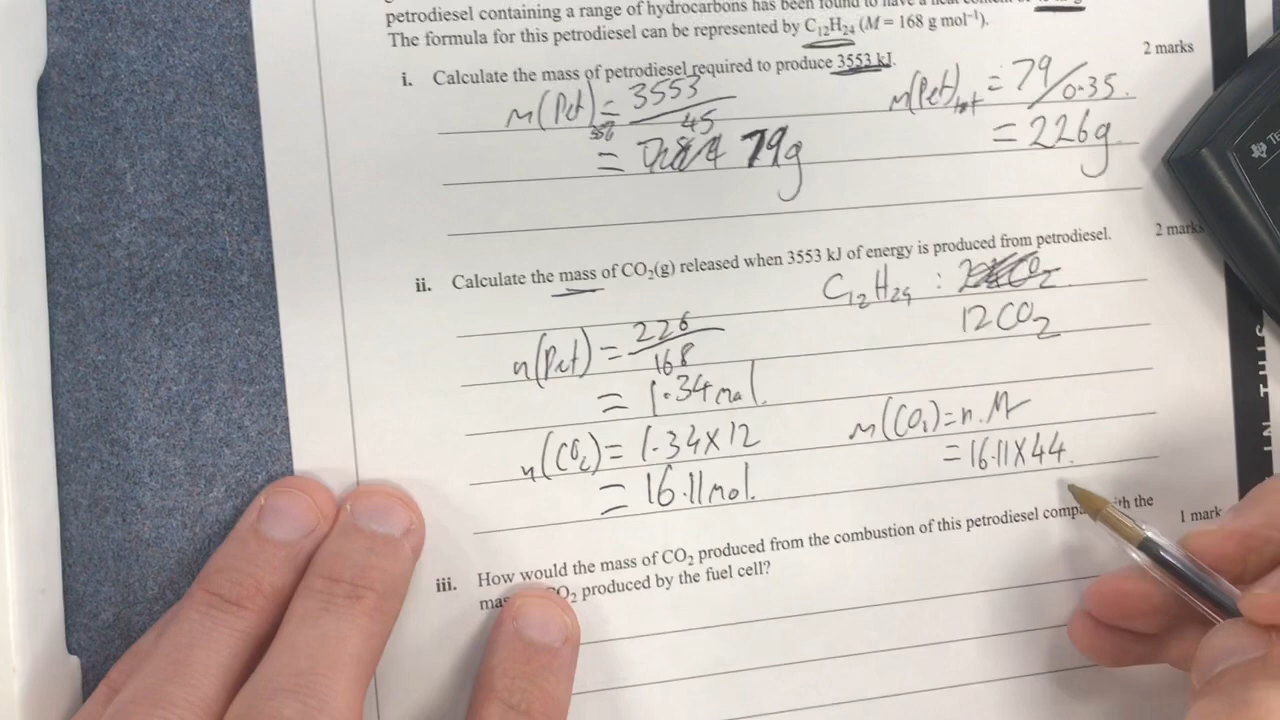 petrodiesel containing a range of hydrocarbons has been found to have a heat content of
The formula for this petrodiesel can be represented by C₁₂H₂₄ (M = 168 g mol⁻¹).
2 marks
i. Calculate the mass of petrodiesel required to produce 3553 kJ.
m(Pet) = 3553/45
= 79g
m(Pet)tot = 79/0.35.
= 226g
ii. Calculate the mass of CO₂(g) released when 3553 kJ of energy is produced from petrodiesel.
2 marks
C₁₂H₂₄ : 12CO₂
n(Pet) = 226/168
= 1.34mol.
n(CO₂) = 1.34×12
= 16.11mol.
m(CO₂)=n.M
=16.11×44.
iii. How would the mass of CO₂ produced from the combustion of this petrodiesel with the
CO₂ produced by the fuel cell?
1 mark
IN THIS